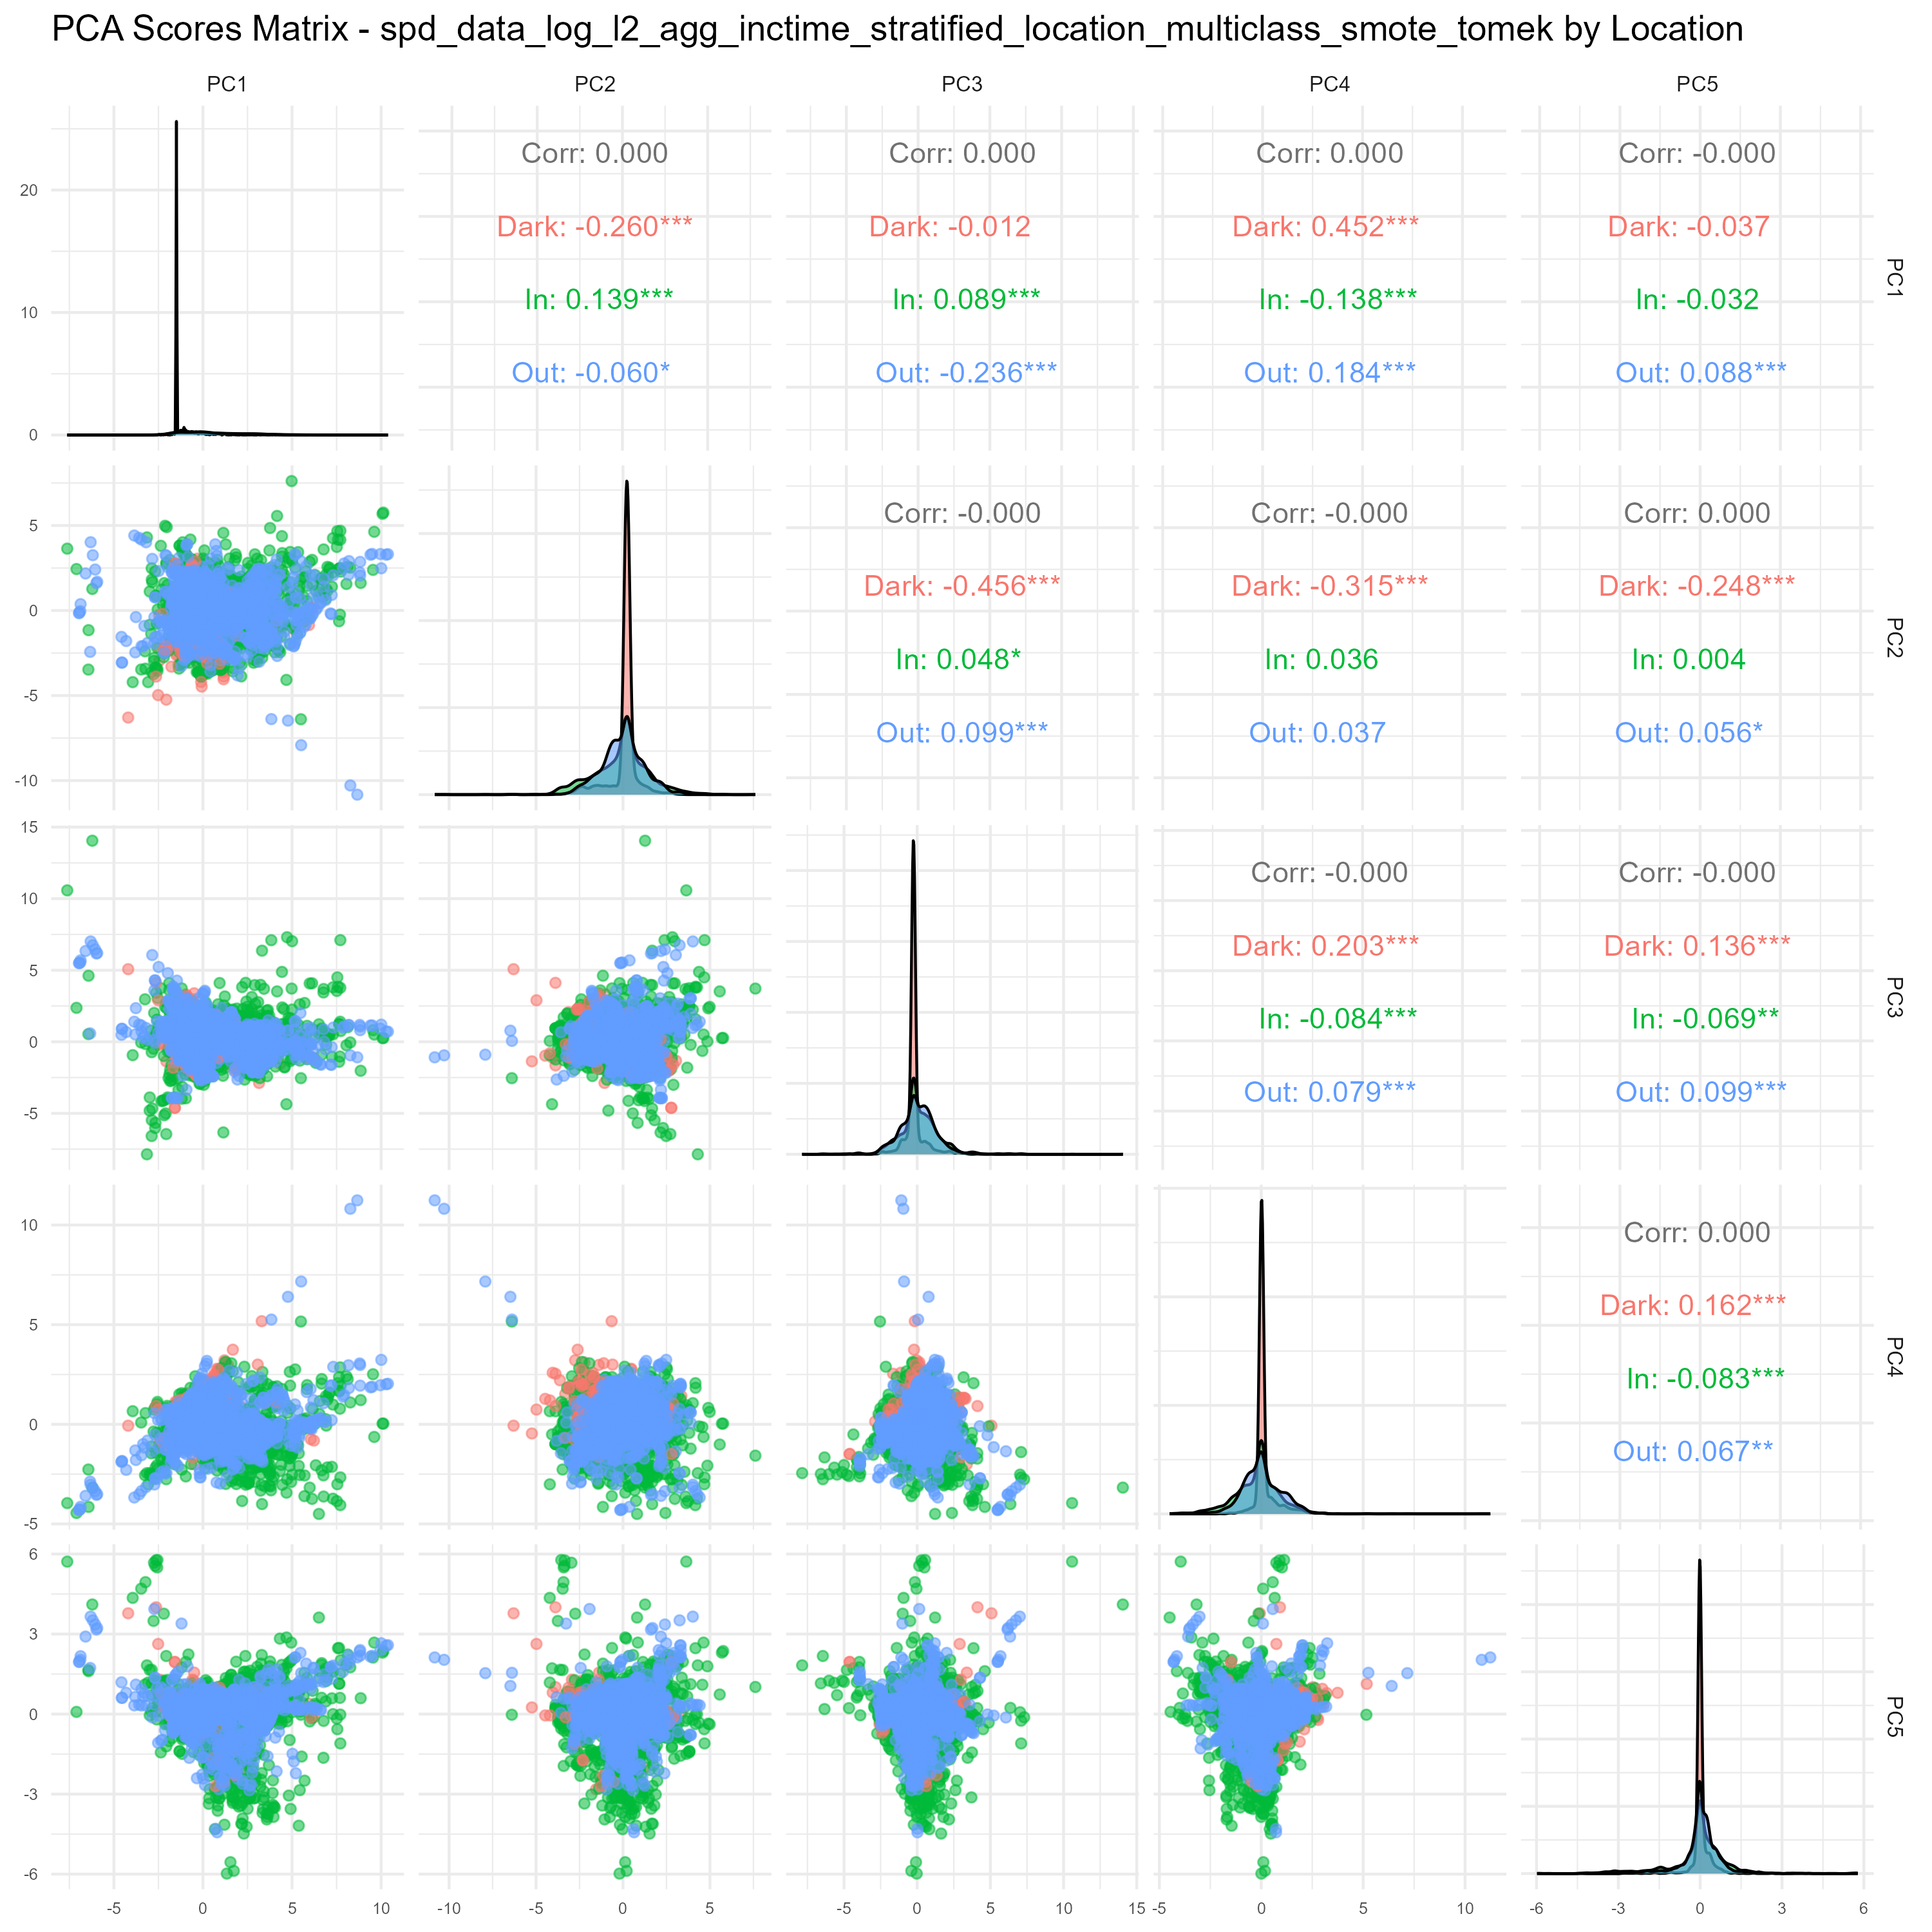 PCA Scores Matrix - spd_data_log_l2_agg_inctime_stratified_location_multiclass_smote_tomek by Location
PC1 PC2 PC3 PC4 PC5
20
10
0
Corr: 0.000
Dark: -0.260***
In: 0.139***
Out: -0.060*
Corr: 0.000
Dark: -0.012
In: 0.089***
Out: -0.236***
Corr: 0.000
Dark: 0.452***
In: -0.138***
Out: 0.184***
Corr: -0.000
Dark: -0.037
In: -0.032
Out: 0.088***
PC1
5
0
-5
-10
Corr: -0.000
Dark: -0.456***
In: 0.048*
Out: 0.099***
Corr: -0.000
Dark: -0.315***
In: 0.036
Out: 0.037
Corr: 0.000
Dark: -0.248***
In: 0.004
Out: 0.056*
PC2
15
10
5
0
-5
Corr: -0.000
Dark: 0.203***
In: -0.084***
Out: 0.079***
Corr: -0.000
Dark: 0.136***
In: -0.069**
Out: 0.099***
PC3
10
5
0
-5
Corr: 0.000
Dark: 0.162***
In: -0.083***
Out: 0.067**
PC4
6
3
0
-3
-6
PC5
-5 0 5 10
-10 -5 0 5
-5 0 5 10 15
-5 0 5 10
-6 -3 0 3 6